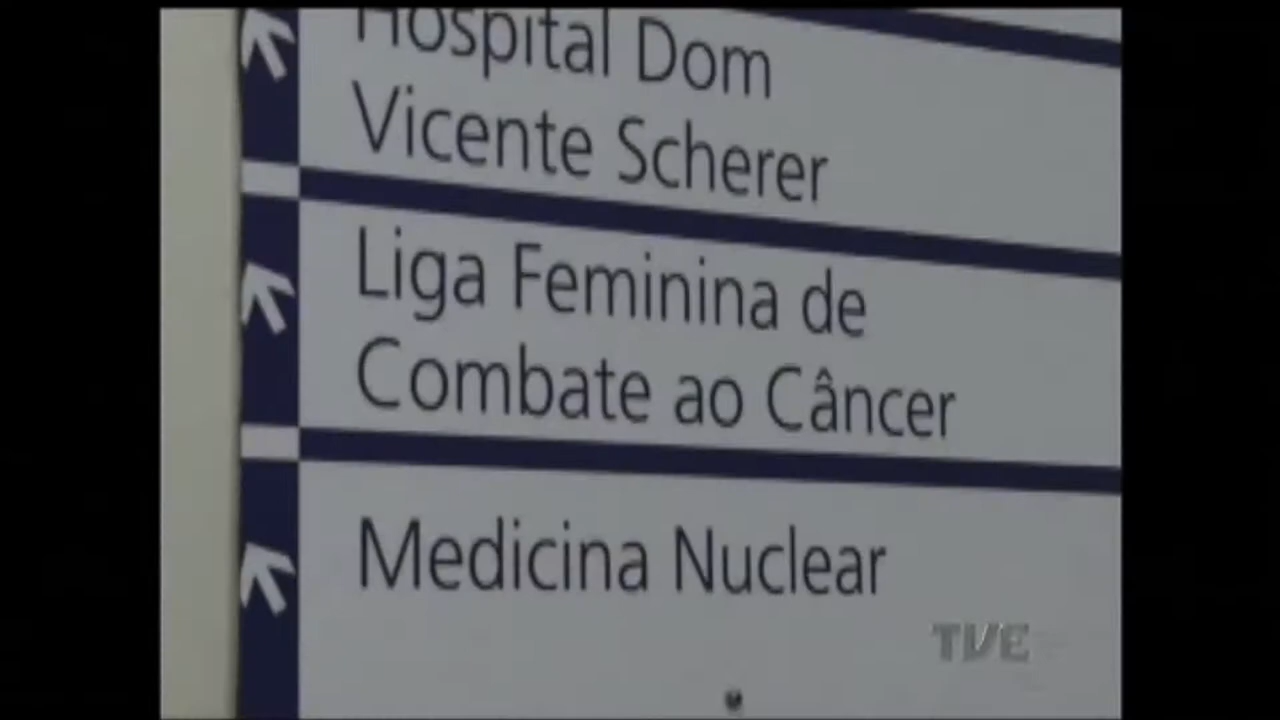 Hospital Dom
Vicente Scherer
Liga Feminina de
Combate ao Câncer
Medicina Nuclear
TVE